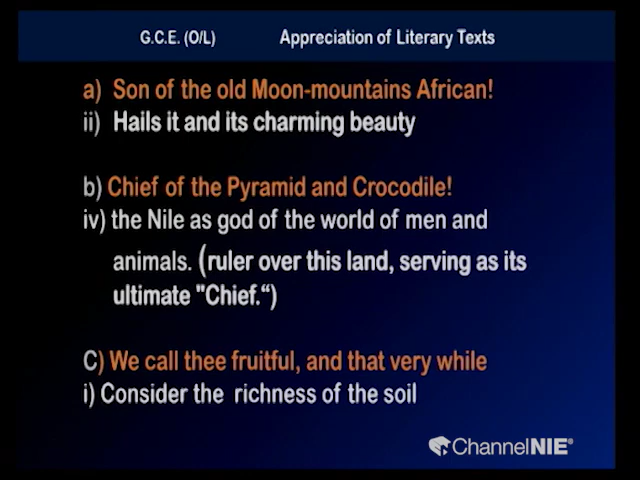 G.C.E. (O/L) Appreciation of Literary Texts
a) Son of the old Moon-mountains African!
ii) Hails it and its charming beauty
b) Chief of the Pyramid and Crocodile!
iv) the Nile as god of the world of men and
animals. (ruler over this land, serving as its
ultimate "Chief.“)
C) We call thee fruitful, and that very while
i) Consider the richness of the soil
ChannelNIE®